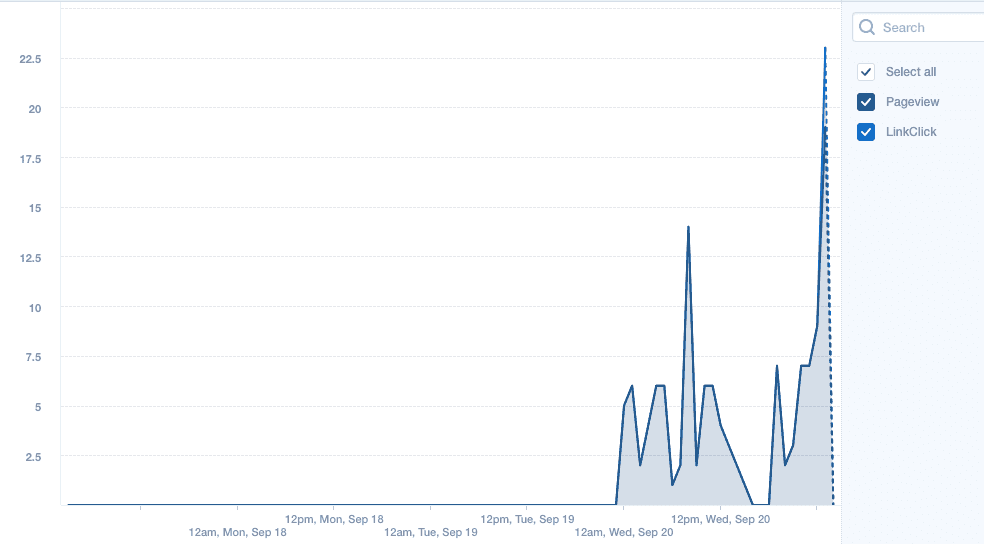 22.5
20
17.5
15
12.5
10
7.5
5
2.5
12pm, Mon, Sep 18
12pm, Tue, Sep 19
12pm, Wed, Sep 20
12am, Mon, Sep 18
12am, Tue, Sep 19
12am, Wed, Sep 20
Search
Select all
Pageview
LinkClick